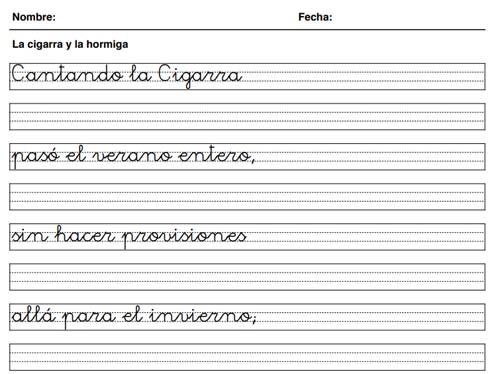 Nombre: Fecha:
La cigarra y la hormiga
Cantando la Cigarra
pasó el verano entero,
sin hacer provisiones
allá para el invierno;